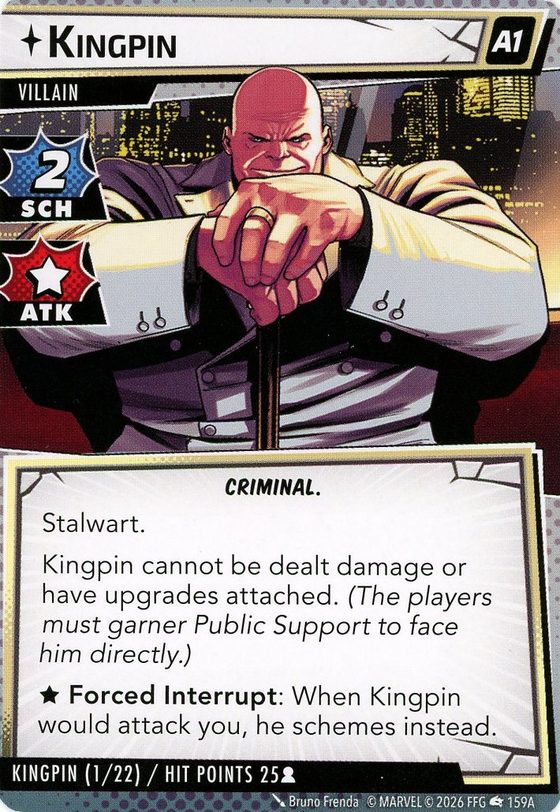 KINGPIN
A1
VILLAIN
2
SCH
ATK
CRIMINAL.
Stalwart.
Kingpin cannot be dealt damage or
have upgrades attached. (The players
must garner Public Support to face
him directly.)
★ Forced Interrupt: When Kingpin
would attack you, he schemes instead.
KINGPIN (1/22) / HIT POINTS 25
Bruno Frenda © MARVEL © 2026 FFG 159A